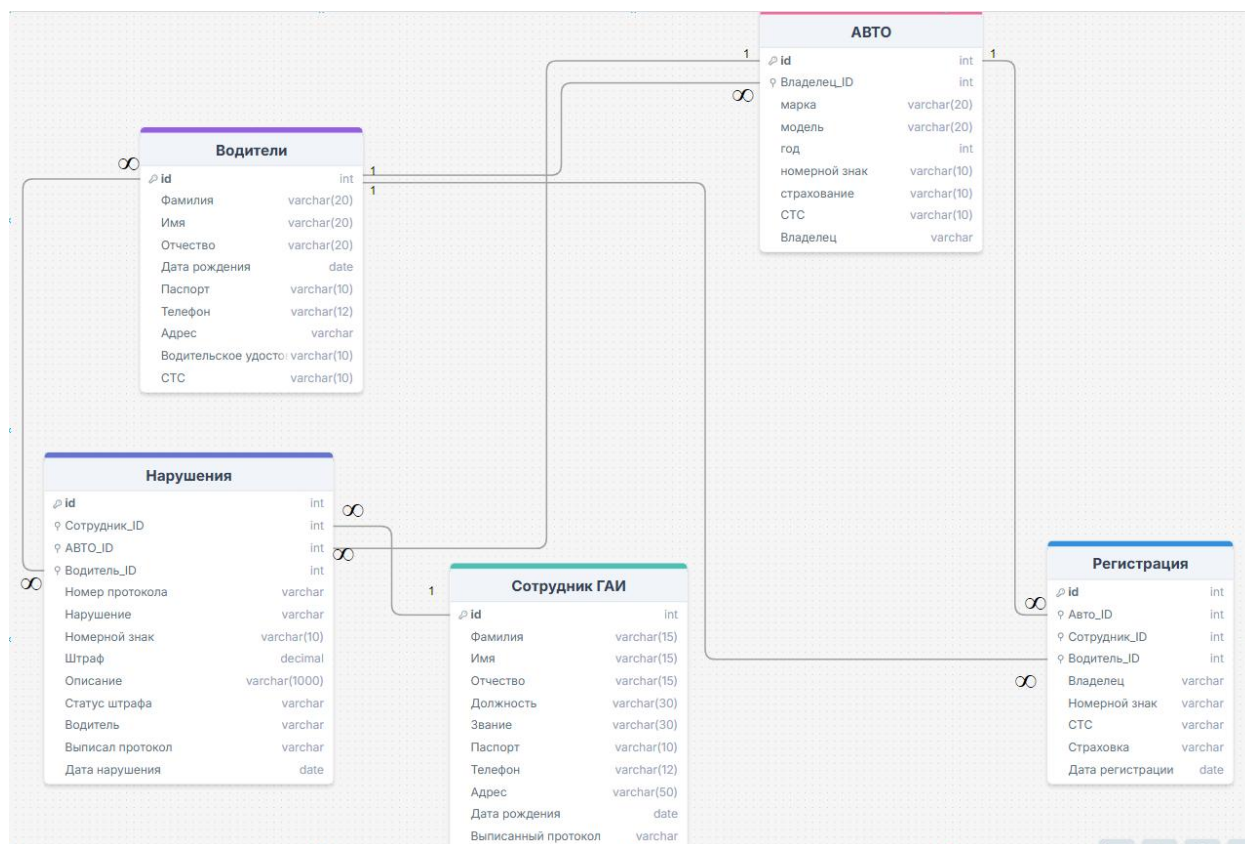 АВТО
1
1
id int
Владелец_ID int
∞
марка varchar(20)
модель varchar(20)
год int
номерной знак varchar(10)
страхование varchar(10)
СТС varchar(10)
Владелец varchar
Водители
∞
1
id int
1
Фамилия varchar(20)
Имя varchar(20)
Отчество varchar(20)
Дата рождения date
Паспорт varchar(10)
Телефон varchar(12)
Адрес varchar
Водительское удосто varchar(10)
СТС varchar(10)
Нарушения
id int
∞
Сотрудник_ID int
АВТО_ID int
∞
Водитель_ID int
∞
Номер протокола varchar
Нарушение varchar
Номерной знак varchar(10)
Штраф decimal
Описание varchar(1000)
Статус штрафа varchar
Водитель varchar
Выписал протокол varchar
Дата нарушения date
Сотрудник ГАИ
1
id int
Фамилия varchar(15)
Имя varchar(15)
Отчество varchar(15)
Должность varchar(30)
Звание varchar(30)
Паспорт varchar(10)
Телефон varchar(12)
Адрес varchar(50)
Дата рождения date
Выписанный протокол varchar
Регистрация
id int
∞
Авто_ID int
Сотрудник_ID int
Водитель_ID int
∞
Владелец varchar
Номерной знак varchar
СТС varchar
Страховка varchar
Дата регистрации date